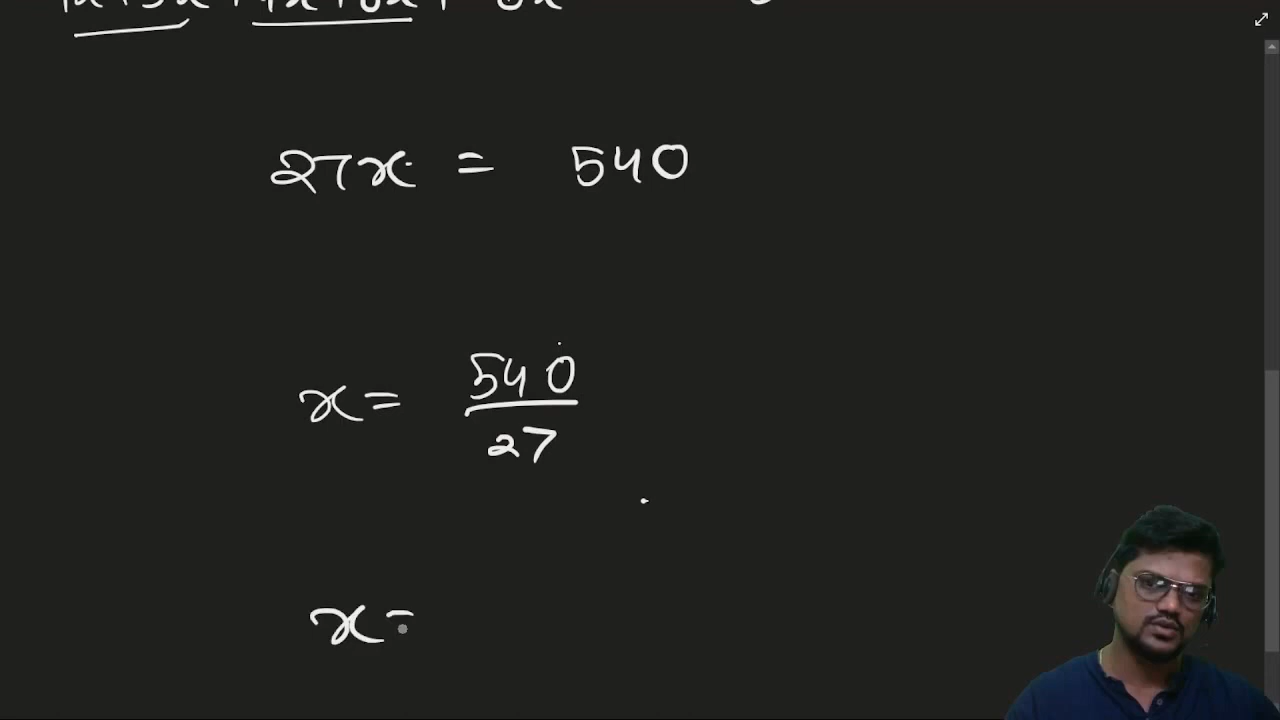 27x = 540
x = 540
27
x =